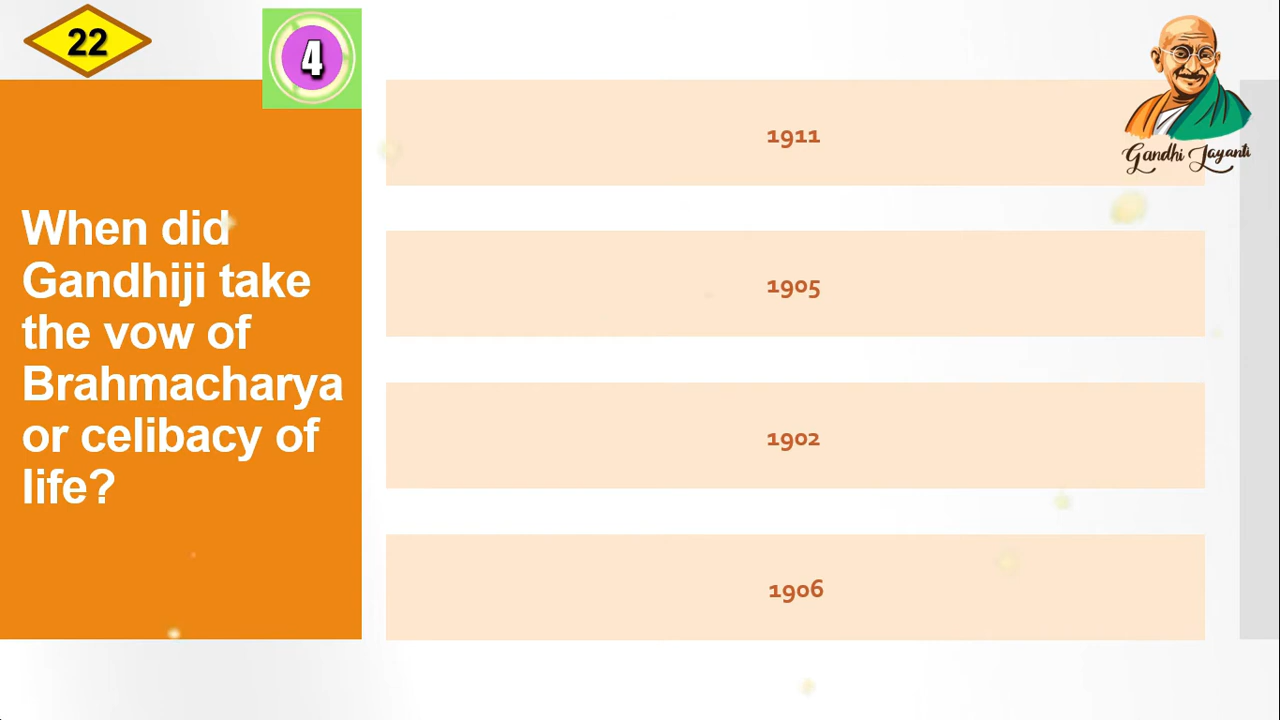 22
4
Gandhi Jayanti
When did
Gandhiji take
the vow of
Brahmacharya
or celibacy of
life?
1911
1905
1902
1906